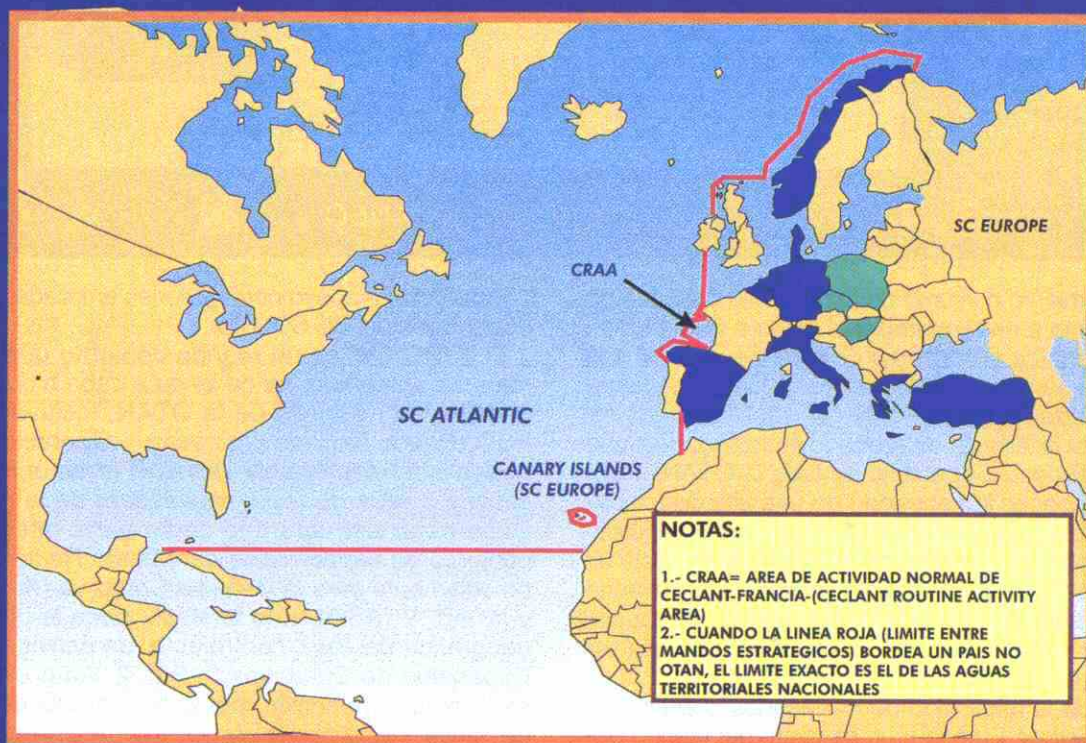 SC EUROPE
CRAA
SC ATLANTIC
CANARY ISLANDS
(SC EUROPE)
NOTAS:
1.- CRAA= AREA DE ACTIVIDAD NORMAL DE
CECLANT-FRANCIA-(CECLANT ROUTINE ACTIVITY
AREA)
2.- CUANDO LA LINEA ROJA (LIMITE ENTRE
MANDOS ESTRATEGICOS) BORDEA UN PAIS NO
OTAN, EL LIMITE EXACTO ES EL DE LAS AGUAS
TERRITORIALES NACIONALES